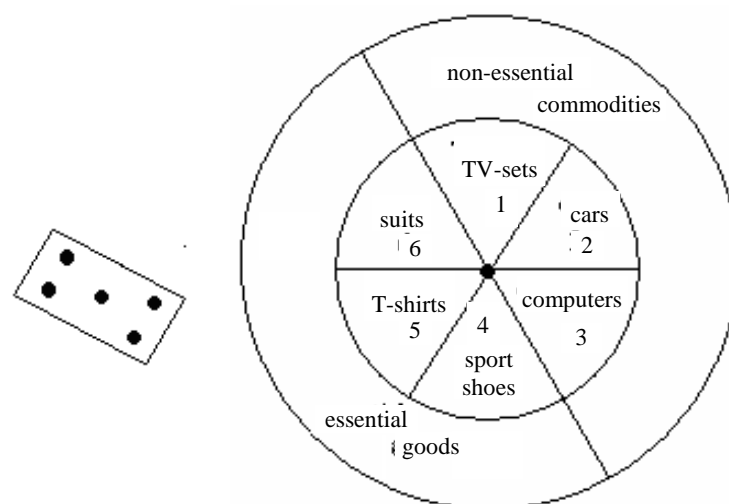 non-essential
commodities
TV-sets
1
suits
6
cars
2
T-shirts
5
4
computers
3
sport
shoes
essential
goods